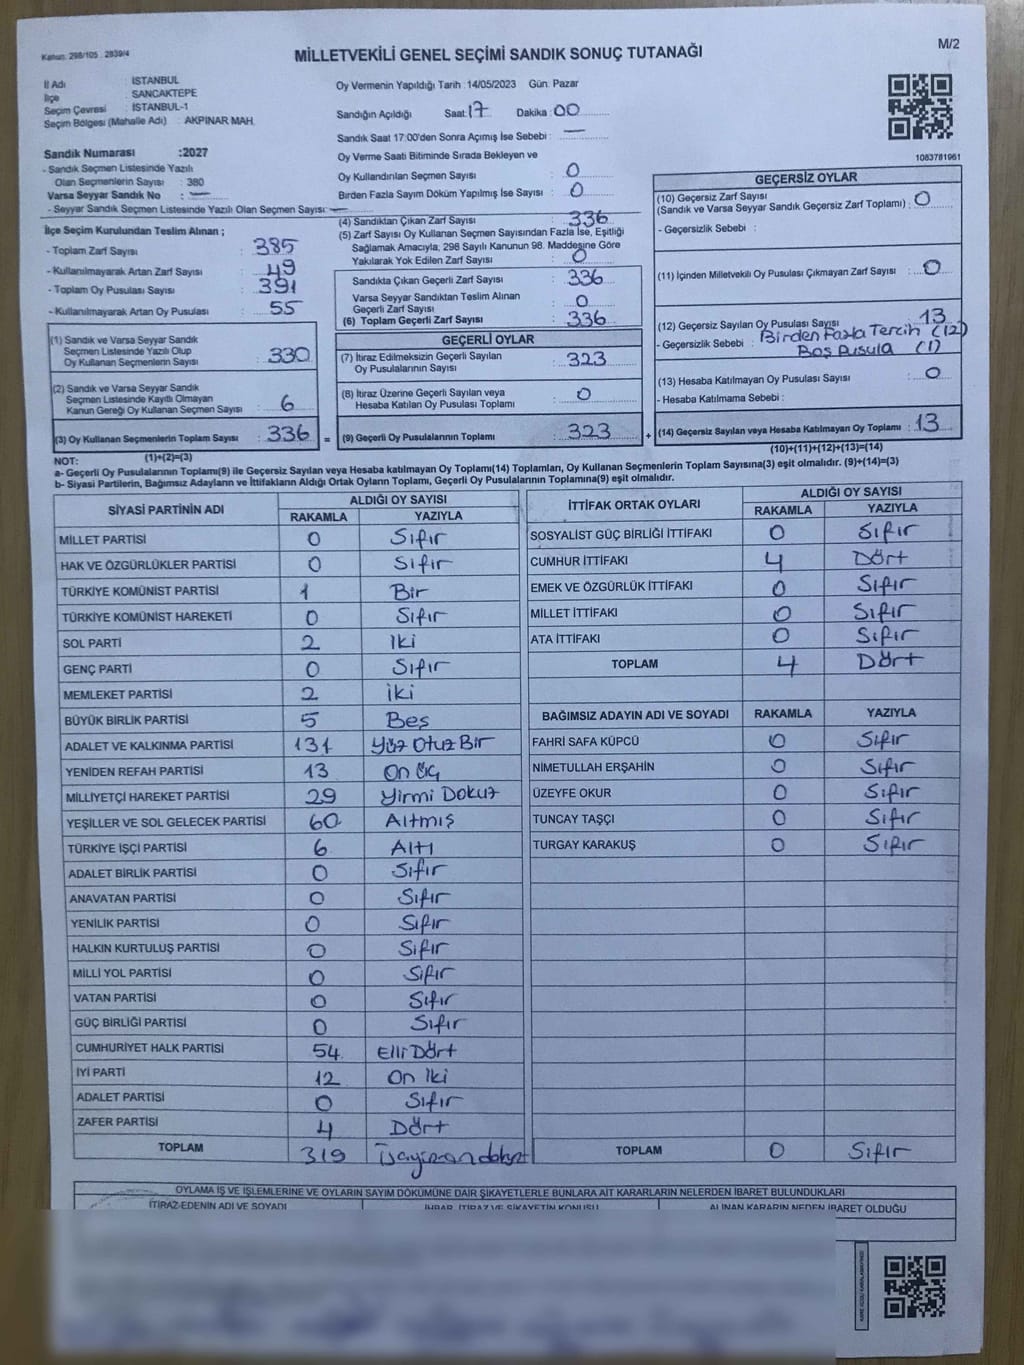 Kanun: 298/105 . 2839/4
MİLLETVEKİLİ GENEL SEÇİMİ SANDIK SONUÇ TUTANAĞI
M/2
İl Adı : İSTANBUL
İlçe : SANCAKTEPE
Seçim Çevresi : İSTANBUL-1
Seçim Bölgesi (Mahalle Adı) : AKPINAR MAH.
Oy Vermenin Yapıldığı Tarih :14/05/2023 Gün: Pazar
Sandığın Açıldığı Saat: 17 Dakika: 00
Sandık Saat 17:00'den Sonra Açımış İse Sebebi : —
Sandık Numarası :2027
- Sandık Seçmen Listesinde Yazılı
Olan Seçmenlerin Sayısı : 380
Varsa Seyyar Sandık No : —
- Seyyar Sandık Seçmen Listesinde Yazılı Olan Seçmen Sayısı: —
Oy Verme Saati Bitiminde Sırada Bekleyen ve
Oy Kullandırılan Seçmen Sayısı : 0
Birden Fazla Sayım Döküm Yapılmış İse Sayısı : 0
1083781961
İlçe Seçim Kurulundan Teslim Alınan ;
- Toplam Zarf Sayısı : 385
- Kullanılmayarak Artan Zarf Sayısı : 49
- Toplam Oy Pusulası Sayısı : 391
- Kullanılmayarak Artan Oy Pusulası : 55
(4) Sandıktan Çıkan Zarf Sayısı : 336
(5) Zarf Sayısı Oy Kullanan Seçmen Sayısından Fazla İse, Eşitliği
Sağlamak Amacıyla, 298 Sayılı Kanunun 98. Maddesine Göre
Yakılarak Yok Edilen Zarf Sayısı : 0
Sandıkta Çıkan Geçerli Zarf Sayısı : 336
Varsa Seyyar Sandıktan Teslim Alınan
Geçerli Zarf Sayısı : 0
(6) Toplam Geçerli Zarf Sayısı : 336
GEÇERSİZ OYLAR
(10) Geçersiz Zarf Sayısı
(Sandık ve Varsa Seyyar Sandık Geçersiz Zarf Toplamı) : 0
- Geçersizlik Sebebi :
(11) İçinden Milletvekili Oy Pusulası Çıkmayan Zarf Sayısı : 0
(12) Geçersiz Sayılan Oy Pusulası Sayısı : 13
- Geçersizlik Sebebi : Birden Fazla Tercih (12)
Boş Pusula (1)
(13) Hesaba Katılmayan Oy Pusulası Sayısı : 0
- Hesaba Katılmama Sebebi :
(14) Geçersiz Sayılan veya Hesaba Katılmayan Oy Toplamı : 13
(10)+(11)+(12)+(13)=(14)
(1) Sandık ve Varsa Seyyar Sandık
Seçmen Listesinde Yazılı Olup
Oy Kullanan Seçmenlerin Sayısı : 330
(2) Sandık ve Varsa Seyyar Sandık
Seçmen Listesinde Kayıtlı Olmayan
Kanun Gereği Oy Kullanan Seçmen Sayısı : 6
(3) Oy Kullanan Seçmenlerin Toplam Sayısı : 336 =
(1)+(2)=(3)
GEÇERLİ OYLAR
(7) İtiraz Edilmeksizin Geçerli Sayılan
Oy Pusulalarının Sayısı : 323
(8) İtiraz Üzerine Geçerli Sayılan veya
Hesaba Katılan Oy Pusulası Toplamı : 0
(9) Geçerli Oy Pusulalarının Toplamı : 323 +
NOT:
a- Geçerli Oy Pusulalarının Toplamı(9) ile Geçersiz Sayılan veya Hesaba katılmayan Oy Toplamı(14) Toplamları, Oy Kullanan Seçmenlerin Toplam Sayısına(3) eşit olmalıdır. (9)+(14)=(3)
b- Siyasi Partilerin, Bağımsız Adayların ve İttifakların Aldığı Ortak Oyların Toplamı, Geçerli Oy Pusulalarının Toplamına(9) eşit olmalıdır.
SİYASİ PARTİNİN ADI ALDIĞI OY SAYISI
RAKAMLA YAZIYLA
MİLLET PARTİSİ 0 Sıfır
HAK VE ÖZGÜRLÜKLER PARTİSİ 0 Sıfır
TÜRKİYE KOMÜNİST PARTİSİ 1 Bir
TÜRKİYE KOMÜNİST HAREKETİ 0 Sıfır
SOL PARTİ 2 İki
GENÇ PARTİ 0 Sıfır
MEMLEKET PARTİSİ 2 İki
BÜYÜK BİRLİK PARTİSİ 5 Beş
ADALET VE KALKINMA PARTİSİ 131 Yüz Otuz Bir
YENİDEN REFAH PARTİSİ 13 On Üç
MİLLİYETÇİ HAREKET PARTİSİ 29 Yirmi Dokuz
YEŞİLLER VE SOL GELECEK PARTİSİ 60 Altmış
TÜRKİYE İŞÇİ PARTİSİ 6 Altı
ADALET BİRLİK PARTİSİ 0 Sıfır
ANAVATAN PARTİSİ 0 Sıfır
YENİLİK PARTİSİ 0 Sıfır
HALKIN KURTULUŞ PARTİSİ 0 Sıfır
MİLLİ YOL PARTİSİ 0 Sıfır
VATAN PARTİSİ 0 Sıfır
GÜÇ BİRLİĞİ PARTİSİ 0 Sıfır
CUMHURİYET HALK PARTİSİ 54 Elli Dört
İYİ PARTİ 12 On İki
ADALET PARTİSİ 0 Sıfır
ZAFER PARTİSİ 4 Dört
TOPLAM 319
İTTİFAK ORTAK OYLARI ALDIĞI OY SAYISI
RAKAMLA YAZIYLA
SOSYALİST GÜÇ BİRLİĞİ İTTİFAKI 0 Sıfır
CUMHUR İTTİFAKI 4 Dört
EMEK VE ÖZGÜRLÜK İTTİFAKI 0 Sıfır
MİLLET İTTİFAKI 0 Sıfır
ATA İTTİFAKI 0 Sıfır
TOPLAM 4 Dört
BAĞIMSIZ ADAYIN ADI VE SOYADI RAKAMLA YAZIYLA
FAHRİ SAFA KÜPCÜ 0 Sıfır
NİMETULLAH ERŞAHİN 0 Sıfır
ÜZEYFE OKUR 0 Sıfır
TUNCAY TAŞÇI 0 Sıfır
TURGAY KARAKUŞ 0 Sıfır
TOPLAM 0 Sıfır
OYLAMA İŞ VE İŞLEMLERİNE VE OYLARIN SAYIM DÖKÜMÜNE DAİR ŞİKAYETLERLE BUNLARA AİT KARARLARIN NELERDEN İBARET BULUNDUKLARI
İTİRAZ EDENİN ADI VE SOYADI İHBAR, İTİRAZ VE ŞİKAYETİN KONUSU ALINAN KARARIN NEDEN İBARET OLDUĞU